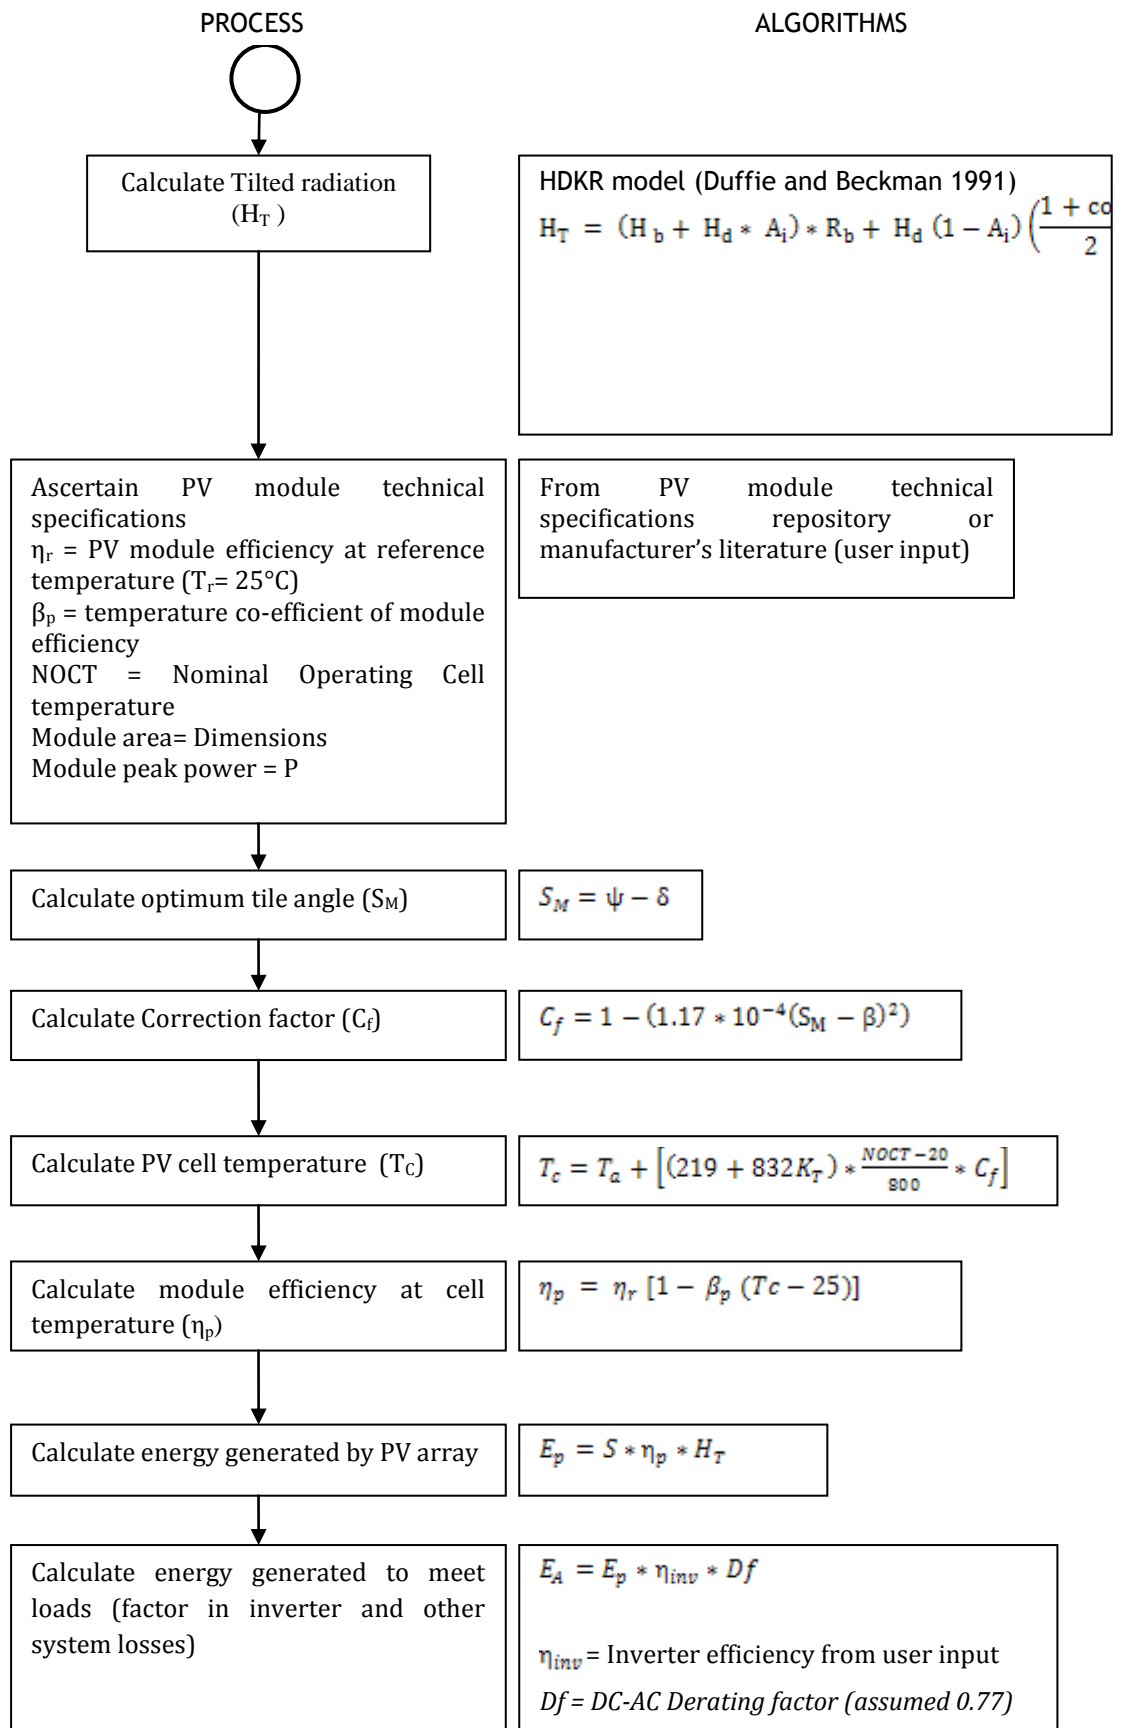 PROCESS
ALGORITHMS
Calculate Tilted radiation
(H_T )
HDKR model (Duffie and Beckman 1991)
H_T = (H_b + H_d * A_i) * R_b + H_d (1 − A_i) ((1 + co)/2
Ascertain PV module technical
specifications
η_r = PV module efficiency at reference
temperature (T_r= 25°C)
β_p = temperature co-efficient of module
efficiency
NOCT = Nominal Operating Cell
temperature
Module area= Dimensions
Module peak power = P
From PV module technical
specifications repository or
manufacturer’s literature (user input)
Calculate optimum tile angle (S_M)
S_M = ψ − δ
Calculate Correction factor (C_f)
C_f = 1 − (1.17 * 10^−4(S_M − β)^2)
Calculate PV cell temperature (T_C)
T_c = T_a + [(219 + 832K_T) * (NOCT−20)/800 * C_f]
Calculate module efficiency at cell
temperature (η_p)
η_p = η_r [1 − β_p (Tc − 25)]
Calculate energy generated by PV array
E_p = S * η_p * H_T
Calculate energy generated to meet
loads (factor in inverter and other
system losses)
E_A = E_p * η_inv * Df
η_inv = Inverter efficiency from user input
Df = DC-AC Derating factor (assumed 0.77)